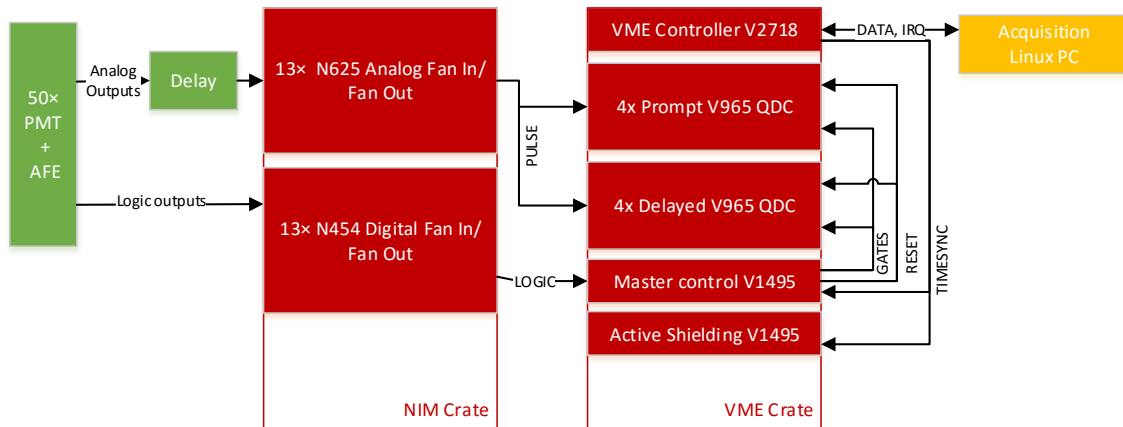 50×
PMT
+
AFE
Analog
Outputs
Delay
Logic outputs
13×  N625 Analog Fan In/
Fan Out
13× N454 Digital Fan In/
Fan Out
NIM Crate
PULSE
LOGIC
VME Controller V2718
4x Prompt V965 QDC
4x Delayed V965 QDC
Master control V1495
Active Shielding V1495
VME Crate
DATA, IRQ
GATES
RESET
TIMESYNC
Acquisition
Linux PC